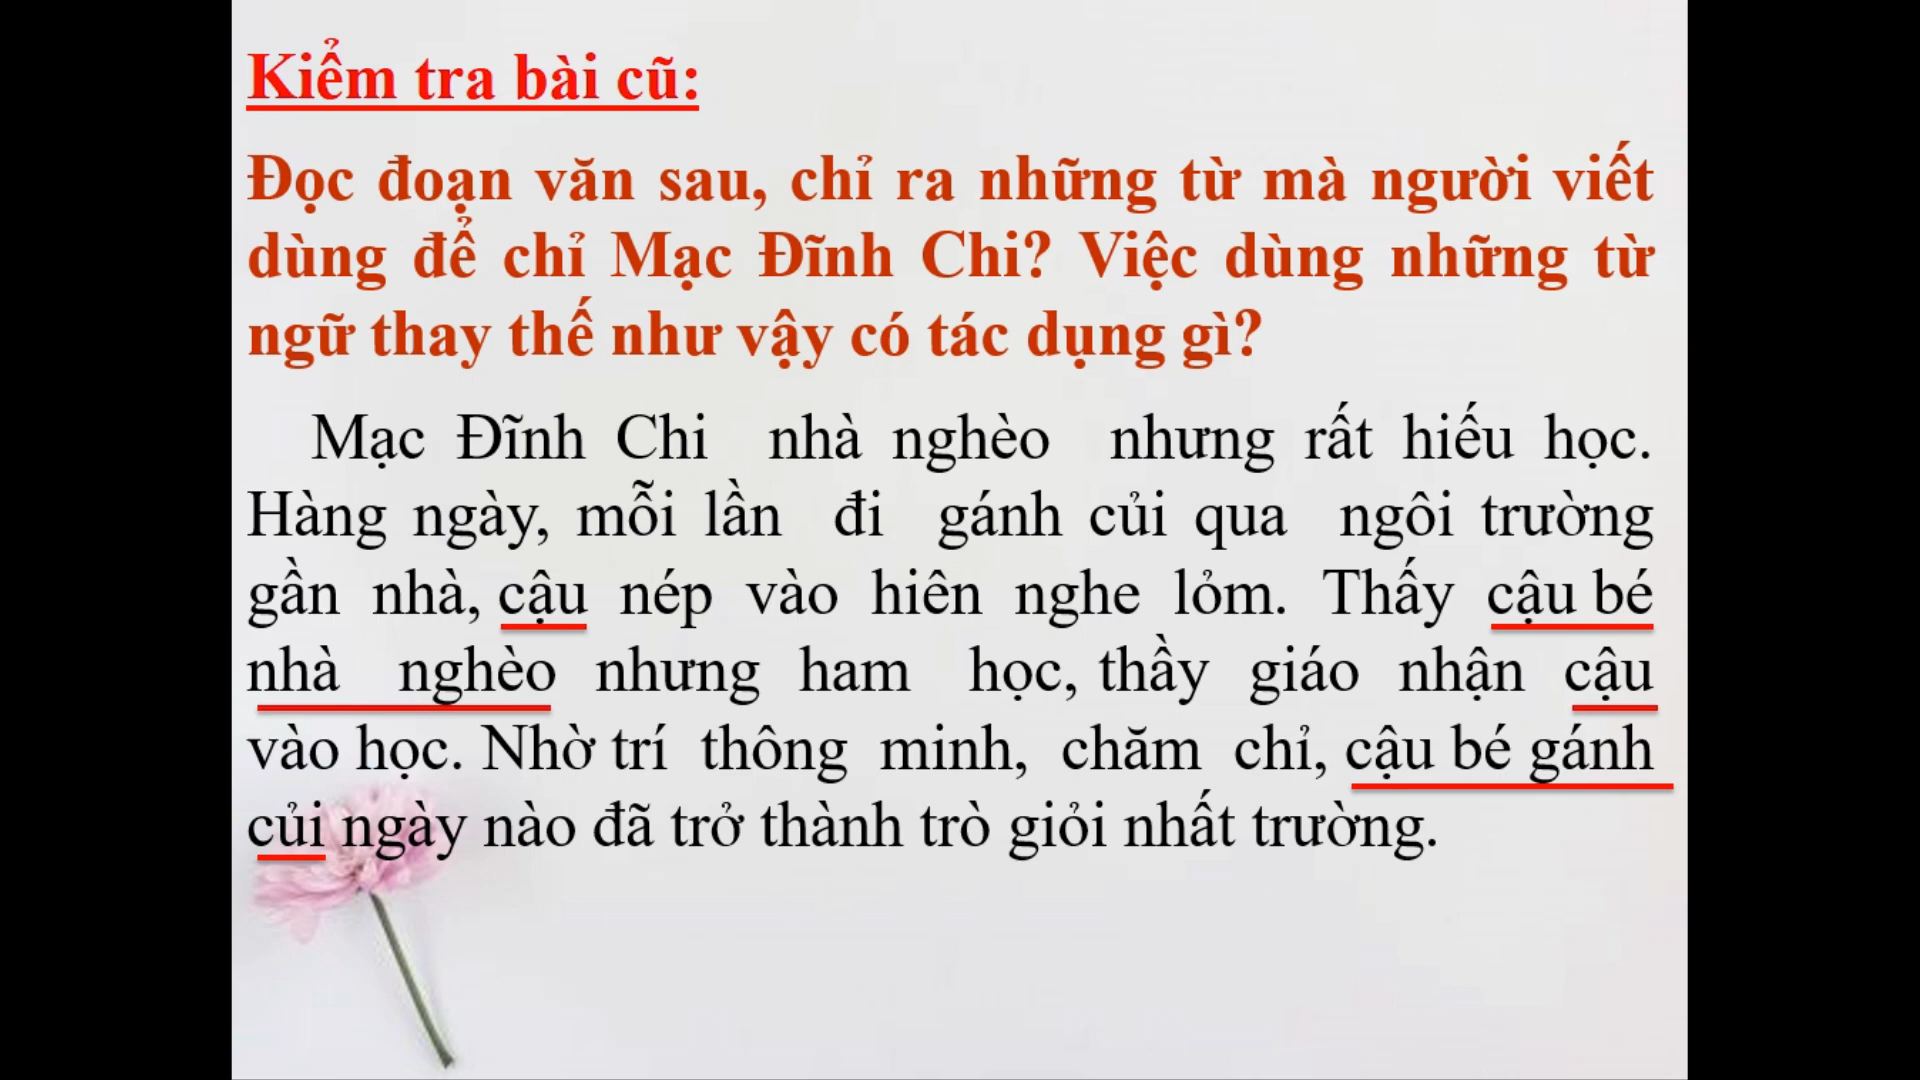 Kiểm tra bài cũ:
Đọc đoạn văn sau, chỉ ra những từ mà người viết
dùng để chỉ Mạc Đĩnh Chi? Việc dùng những từ
ngữ thay thế như vậy có tác dụng gì?
Mạc Đĩnh Chi nhà nghèo nhưng rất hiếu học.
Hàng ngày, mỗi lần đi gánh củi qua ngôi trường
gần nhà, cậu nép vào hiên nghe lỏm. Thấy cậu bé
nhà nghèo nhưng ham học, thầy giáo nhận cậu
vào học. Nhờ trí thông minh, chăm chỉ, cậu bé gánh
củi ngày nào đã trở thành trò giỏi nhất trường.